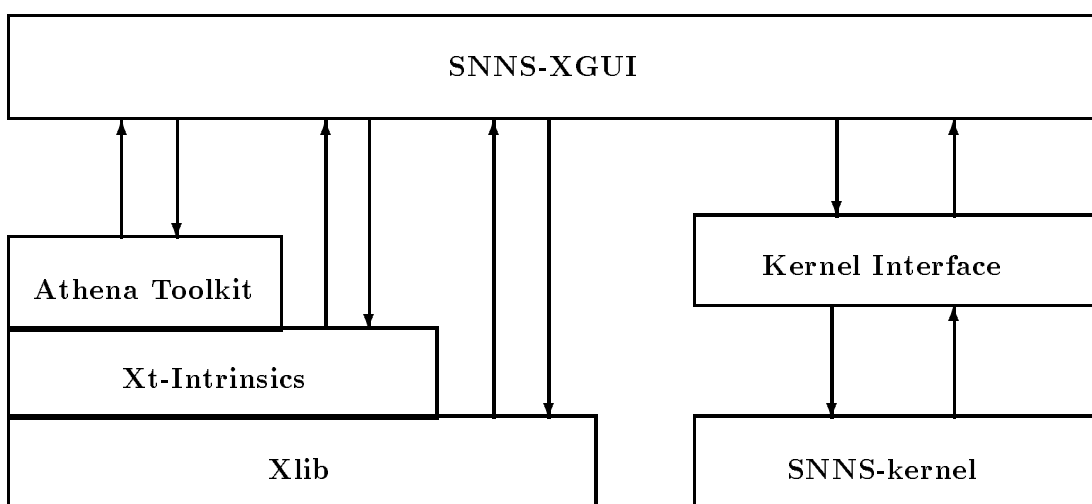 SNNS-XGUI
Athena Toolkit
Kernel Interface
Xt-Intrinsics
Xlib
SNNS-kernel